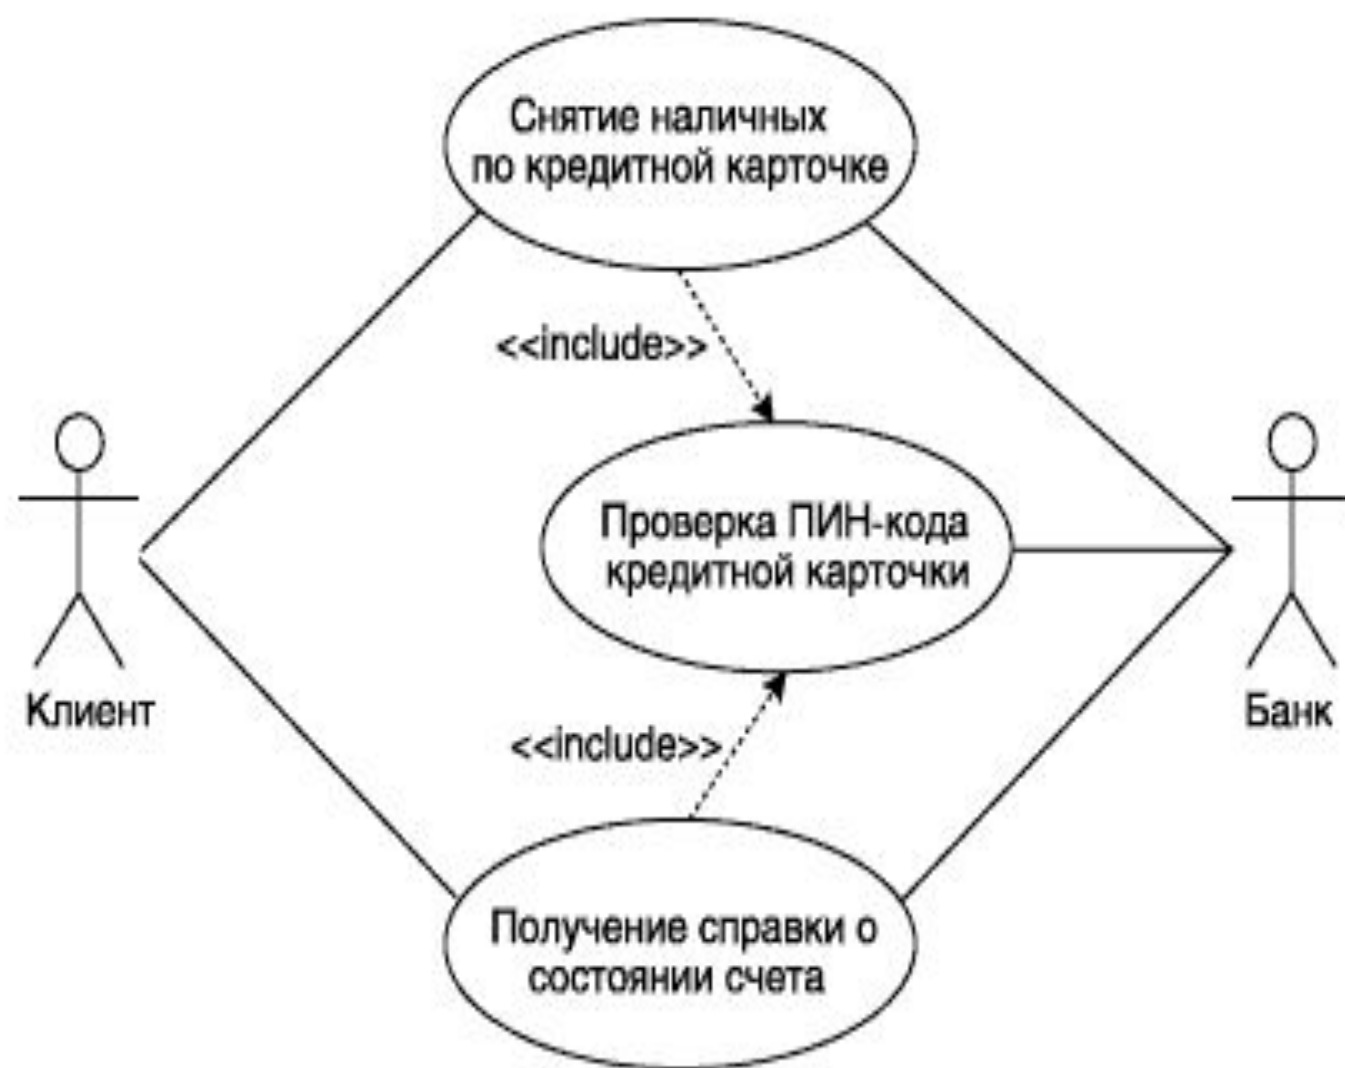 Снятие наличных
по кредитной карточке
<<include>>
Проверка ПИН-кода
кредитной карточки
Клиент
Банк
<<include>>
Получение справки о
состоянии счета